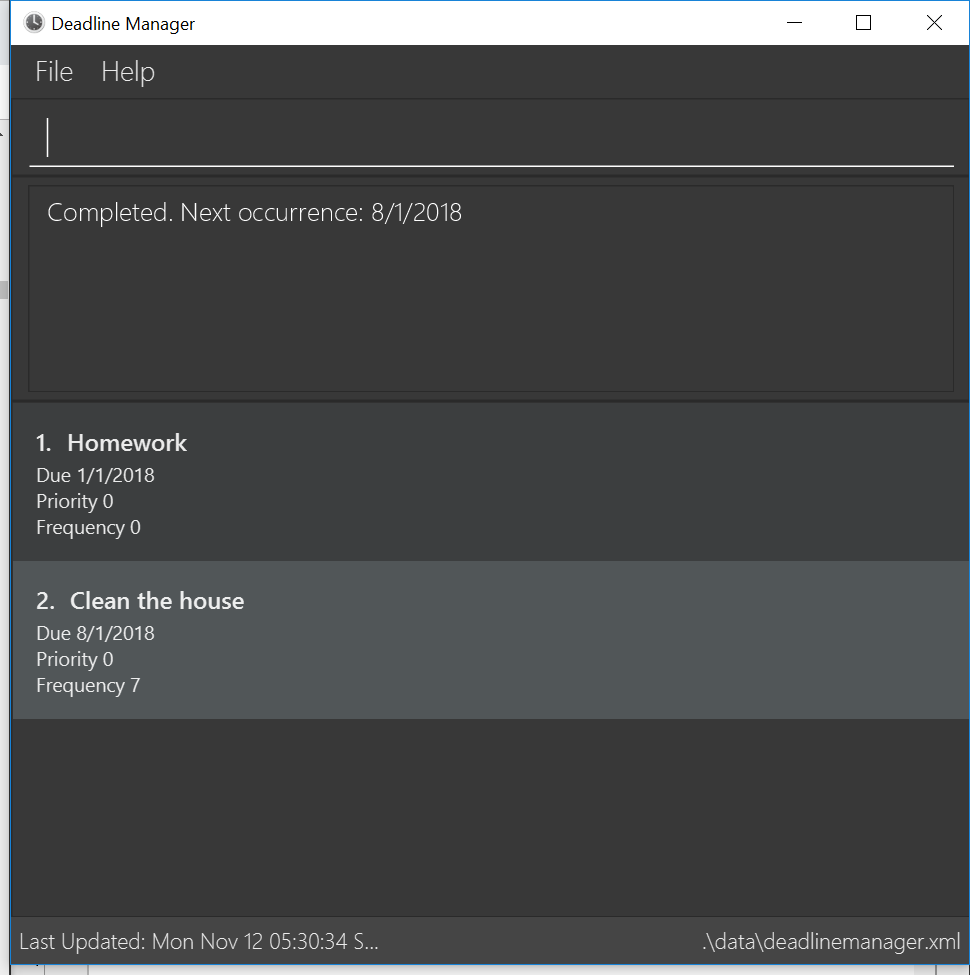 Deadline Manager
File Help
Completed. Next occurrence: 8/1/2018
1. Homework
Due 1/1/2018
Priority 0
Frequency 0
2. Clean the house
Due 8/1/2018
Priority 0
Frequency 7
Last Updated: Mon Nov 12 05:30:34 S... .\data\deadlinemanager.xml